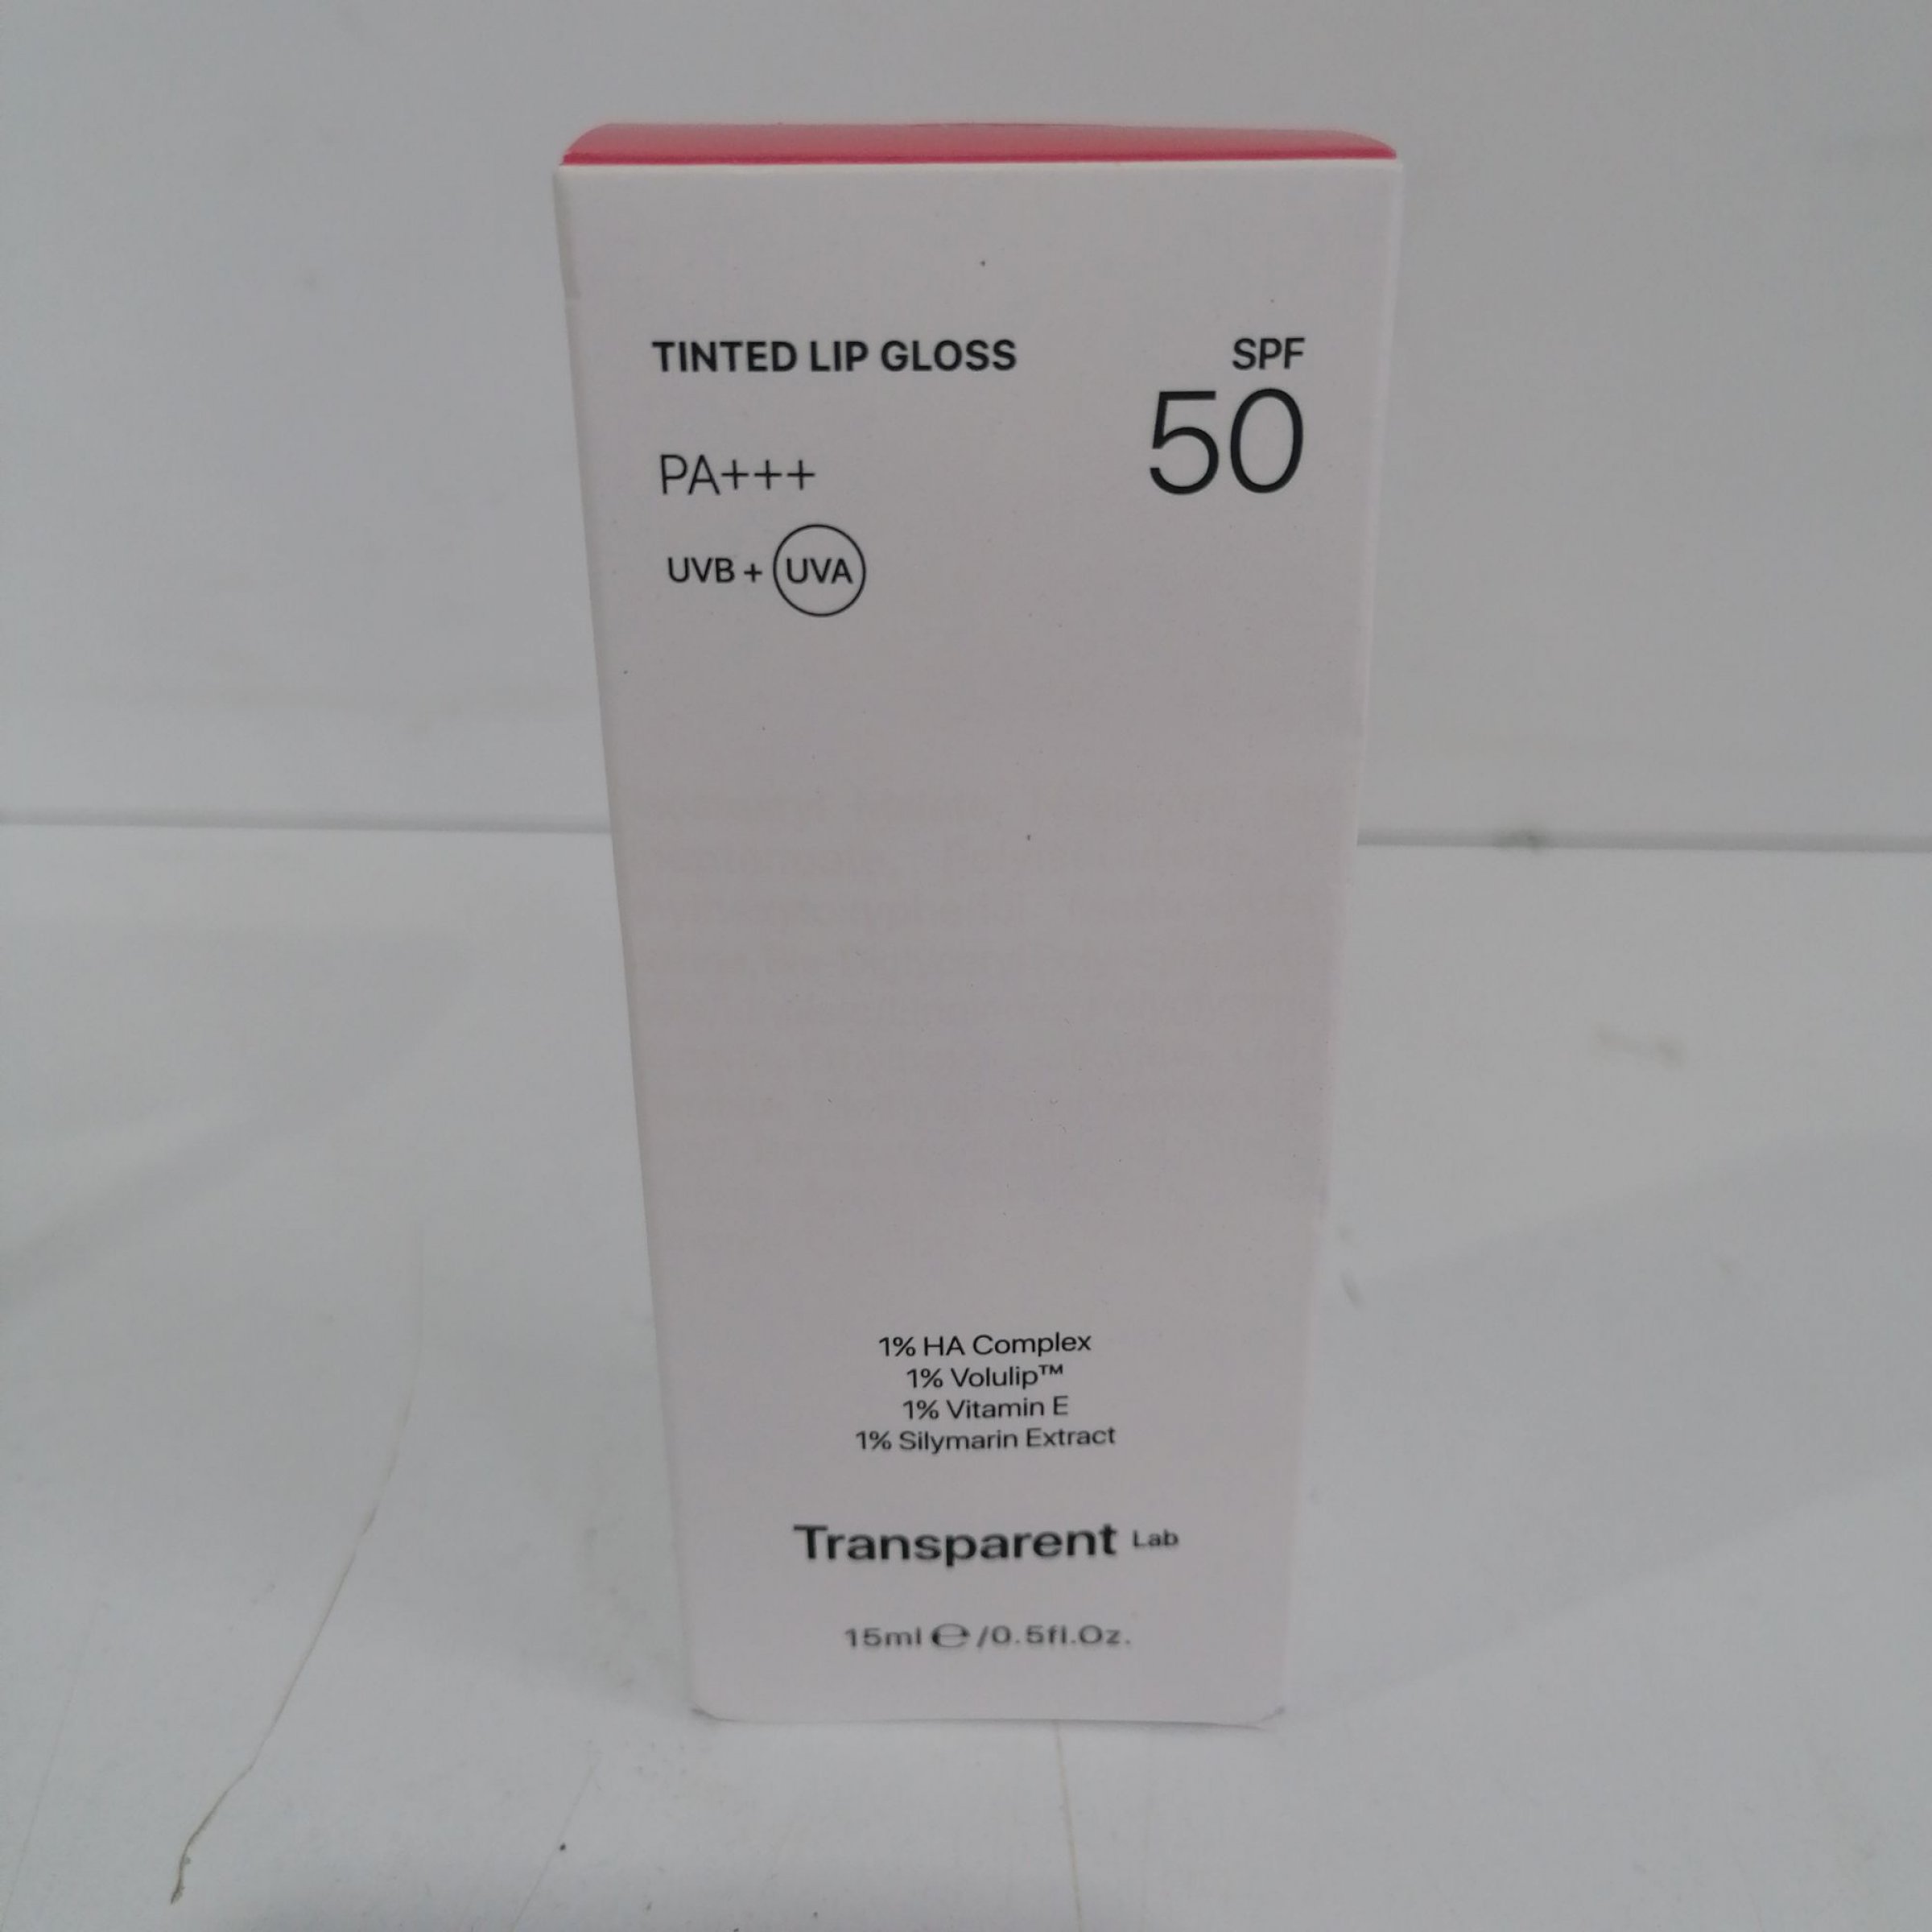 TINTED LIP GLOSS
SPF
50
PA+++
UVB + UVA
1% HA Complex
1% Volulip™
1% Vitamin E
1% Silymarin Extract
Transparent Lab
15ml ℮/0.5fl.Oz.